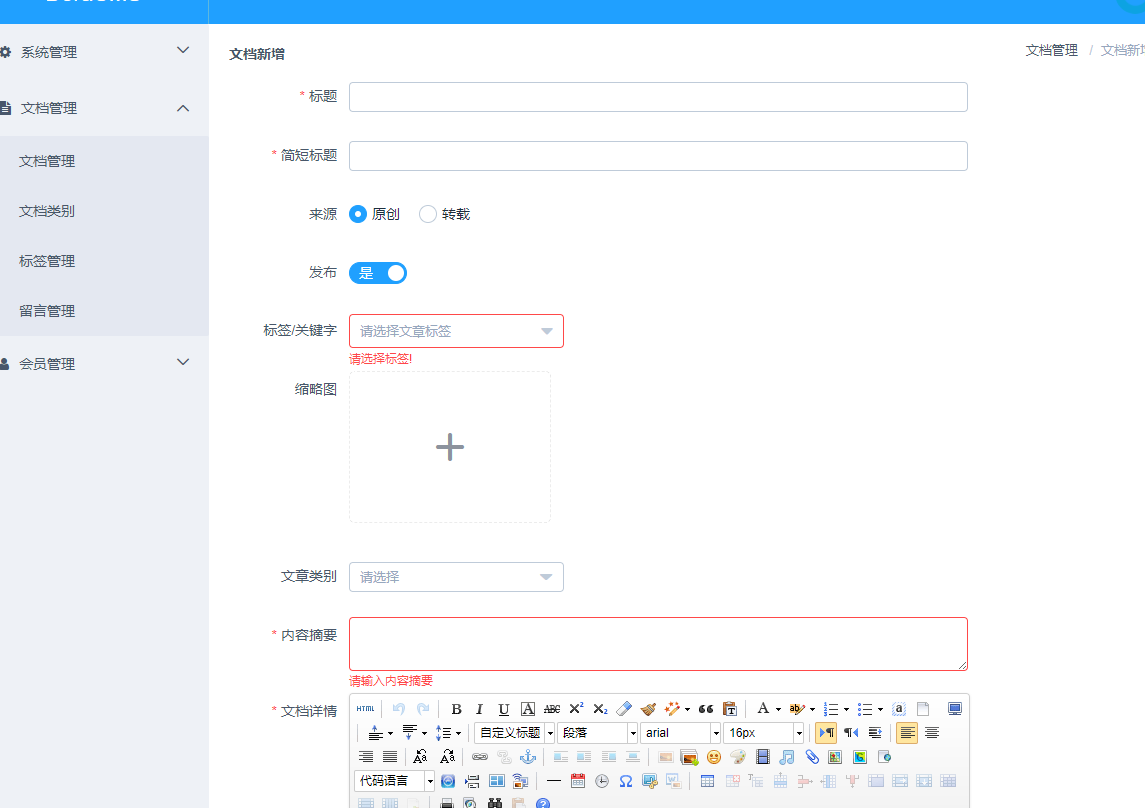 系统管理
文档管理
文档管理
文档类别
标签管理
留言管理
会员管理
文档新增
文档管理 / 文档新增
* 标题
* 简短标题
来源 原创 转载
发布 是
标签/关键字 请选择文章标签
请选择标签!
缩略图
文章类别 请选择
* 内容摘要
请输入内容摘要
* 文档详情
HTML B I U A ABC X² X₂ A ab
自定义标题 段落 arial 16px
代码语言